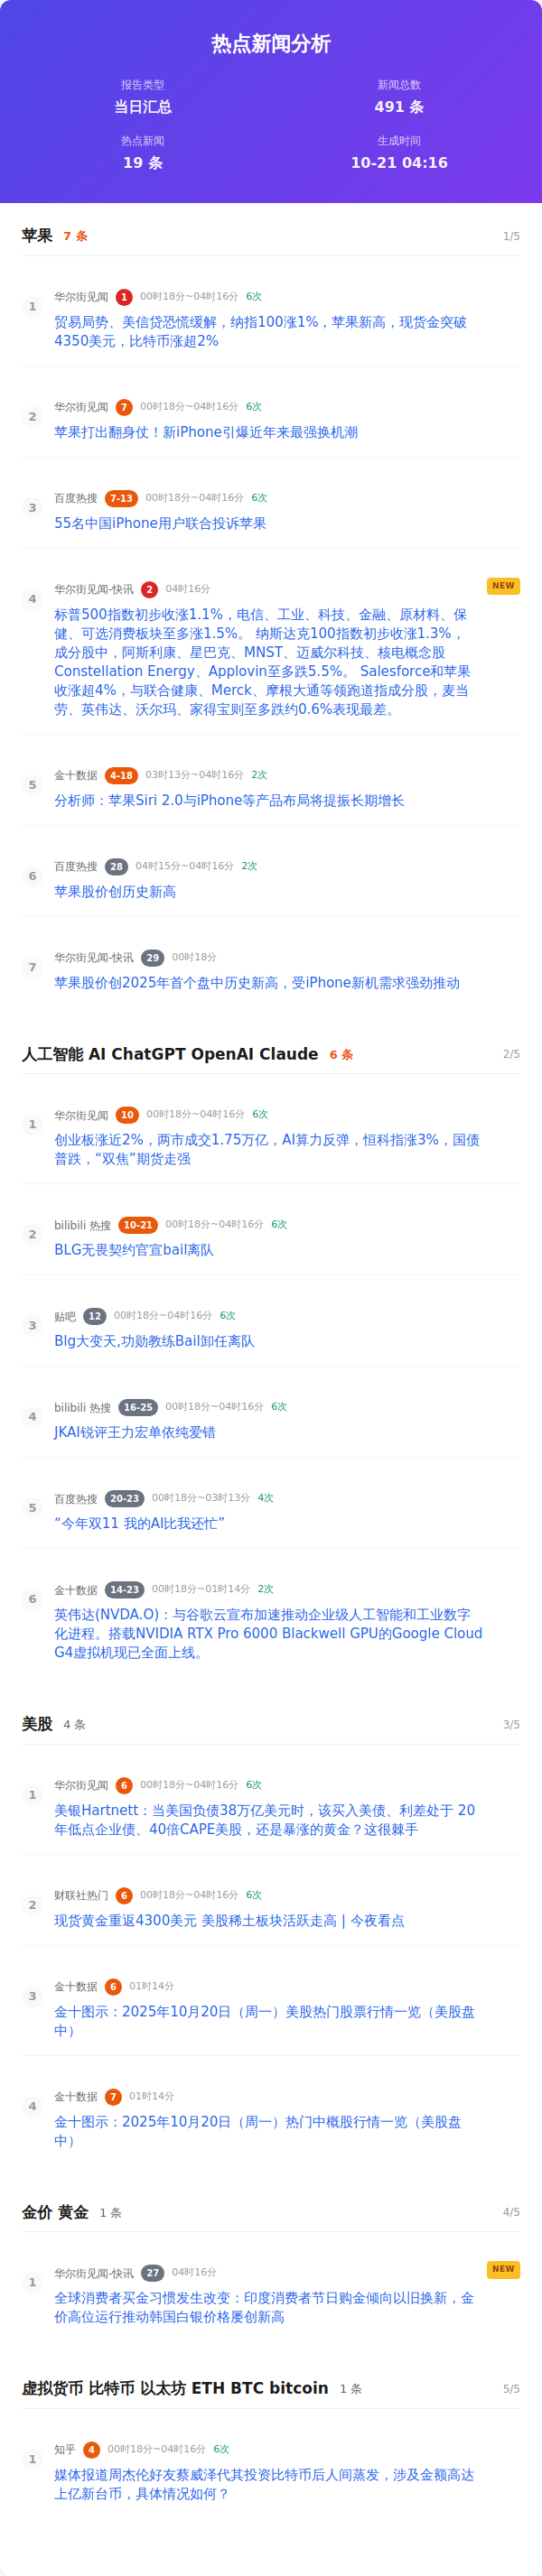 热点新闻分析
报告类型
当日汇总
新闻总数
491 条
热点新闻
19 条
生成时间
10-21 04:16
苹果 7 条 1/5
1
华尔街见闻 1 00时18分~04时16分 6次
贸易局势、美信贷恐慌缓解，纳指100涨1%，苹果新高，现货金突破
4350美元，比特币涨超2%
2
华尔街见闻 7 00时18分~04时16分 6次
苹果打出翻身仗！新iPhone引爆近年来最强换机潮
3
百度热搜 7-13 00时18分~04时16分 6次
55名中国iPhone用户联合投诉苹果
4
华尔街见闻-快讯 2 04时16分 NEW
标普500指数初步收涨1.1%，电信、工业、科技、金融、原材料、保
健、可选消费板块至多涨1.5%。 纳斯达克100指数初步收涨1.3%，
成分股中，阿斯利康、星巴克、MNST、迈威尔科技、核电概念股
Constellation Energy、Applovin至多跌5.5%。 Salesforce和苹果
收涨超4%，与联合健康、Merck、摩根大通等领跑道指成分股，麦当
劳、英伟达、沃尔玛、家得宝则至多跌约0.6%表现最差。
5
金十数据 4-18 03时13分~04时16分 2次
分析师：苹果Siri 2.0与iPhone等产品布局将提振长期增长
6
百度热搜 28 04时15分~04时16分 2次
苹果股价创历史新高
7
华尔街见闻-快讯 29 00时18分
苹果股价创2025年首个盘中历史新高，受iPhone新机需求强劲推动
人工智能 AI ChatGPT OpenAI Claude 6 条 2/5
1
华尔街见闻 10 00时18分~04时16分 6次
创业板涨近2%，两市成交1.75万亿，AI算力反弹，恒科指涨3%，国债
普跌，“双焦”期货走强
2
bilibili 热搜 10-21 00时18分~04时16分 6次
BLG无畏契约官宣bail离队
3
贴吧 12 00时18分~04时16分 6次
Blg大变天,功勋教练Bail卸任离队
4
bilibili 热搜 16-25 00时18分~04时16分 6次
JKAI锐评王力宏单依纯爱错
5
百度热搜 20-23 00时18分~03时13分 4次
“今年双11 我的AI比我还忙”
6
金十数据 14-23 00时18分~01时14分 2次
英伟达(NVDA.O)：与谷歌云宣布加速推动企业级人工智能和工业数字
化进程。搭载NVIDIA RTX Pro 6000 Blackwell GPU的Google Cloud
G4虚拟机现已全面上线。
美股 4 条 3/5
1
华尔街见闻 6 00时18分~04时16分 6次
美银Hartnett：当美国负债38万亿美元时，该买入美债、利差处于 20
年低点企业债、40倍CAPE美股，还是暴涨的黄金？这很棘手
2
财联社热门 6 00时18分~04时16分 6次
现货黄金重返4300美元 美股稀土板块活跃走高 | 今夜看点
3
金十数据 6 01时14分
金十图示：2025年10月20日（周一）美股热门股票行情一览（美股盘
中）
4
金十数据 7 01时14分
金十图示：2025年10月20日（周一）热门中概股行情一览（美股盘
中）
金价 黄金 1 条 4/5
1
华尔街见闻-快讯 27 04时16分 NEW
全球消费者买金习惯发生改变：印度消费者节日购金倾向以旧换新，金
价高位运行推动韩国白银价格屡创新高
虚拟货币 比特币 以太坊 ETH BTC bitcoin 1 条 5/5
1
知乎 4 00时18分~04时16分 6次
媒体报道周杰伦好友蔡威泽代其投资比特币后人间蒸发，涉及金额高达
上亿新台币，具体情况如何？